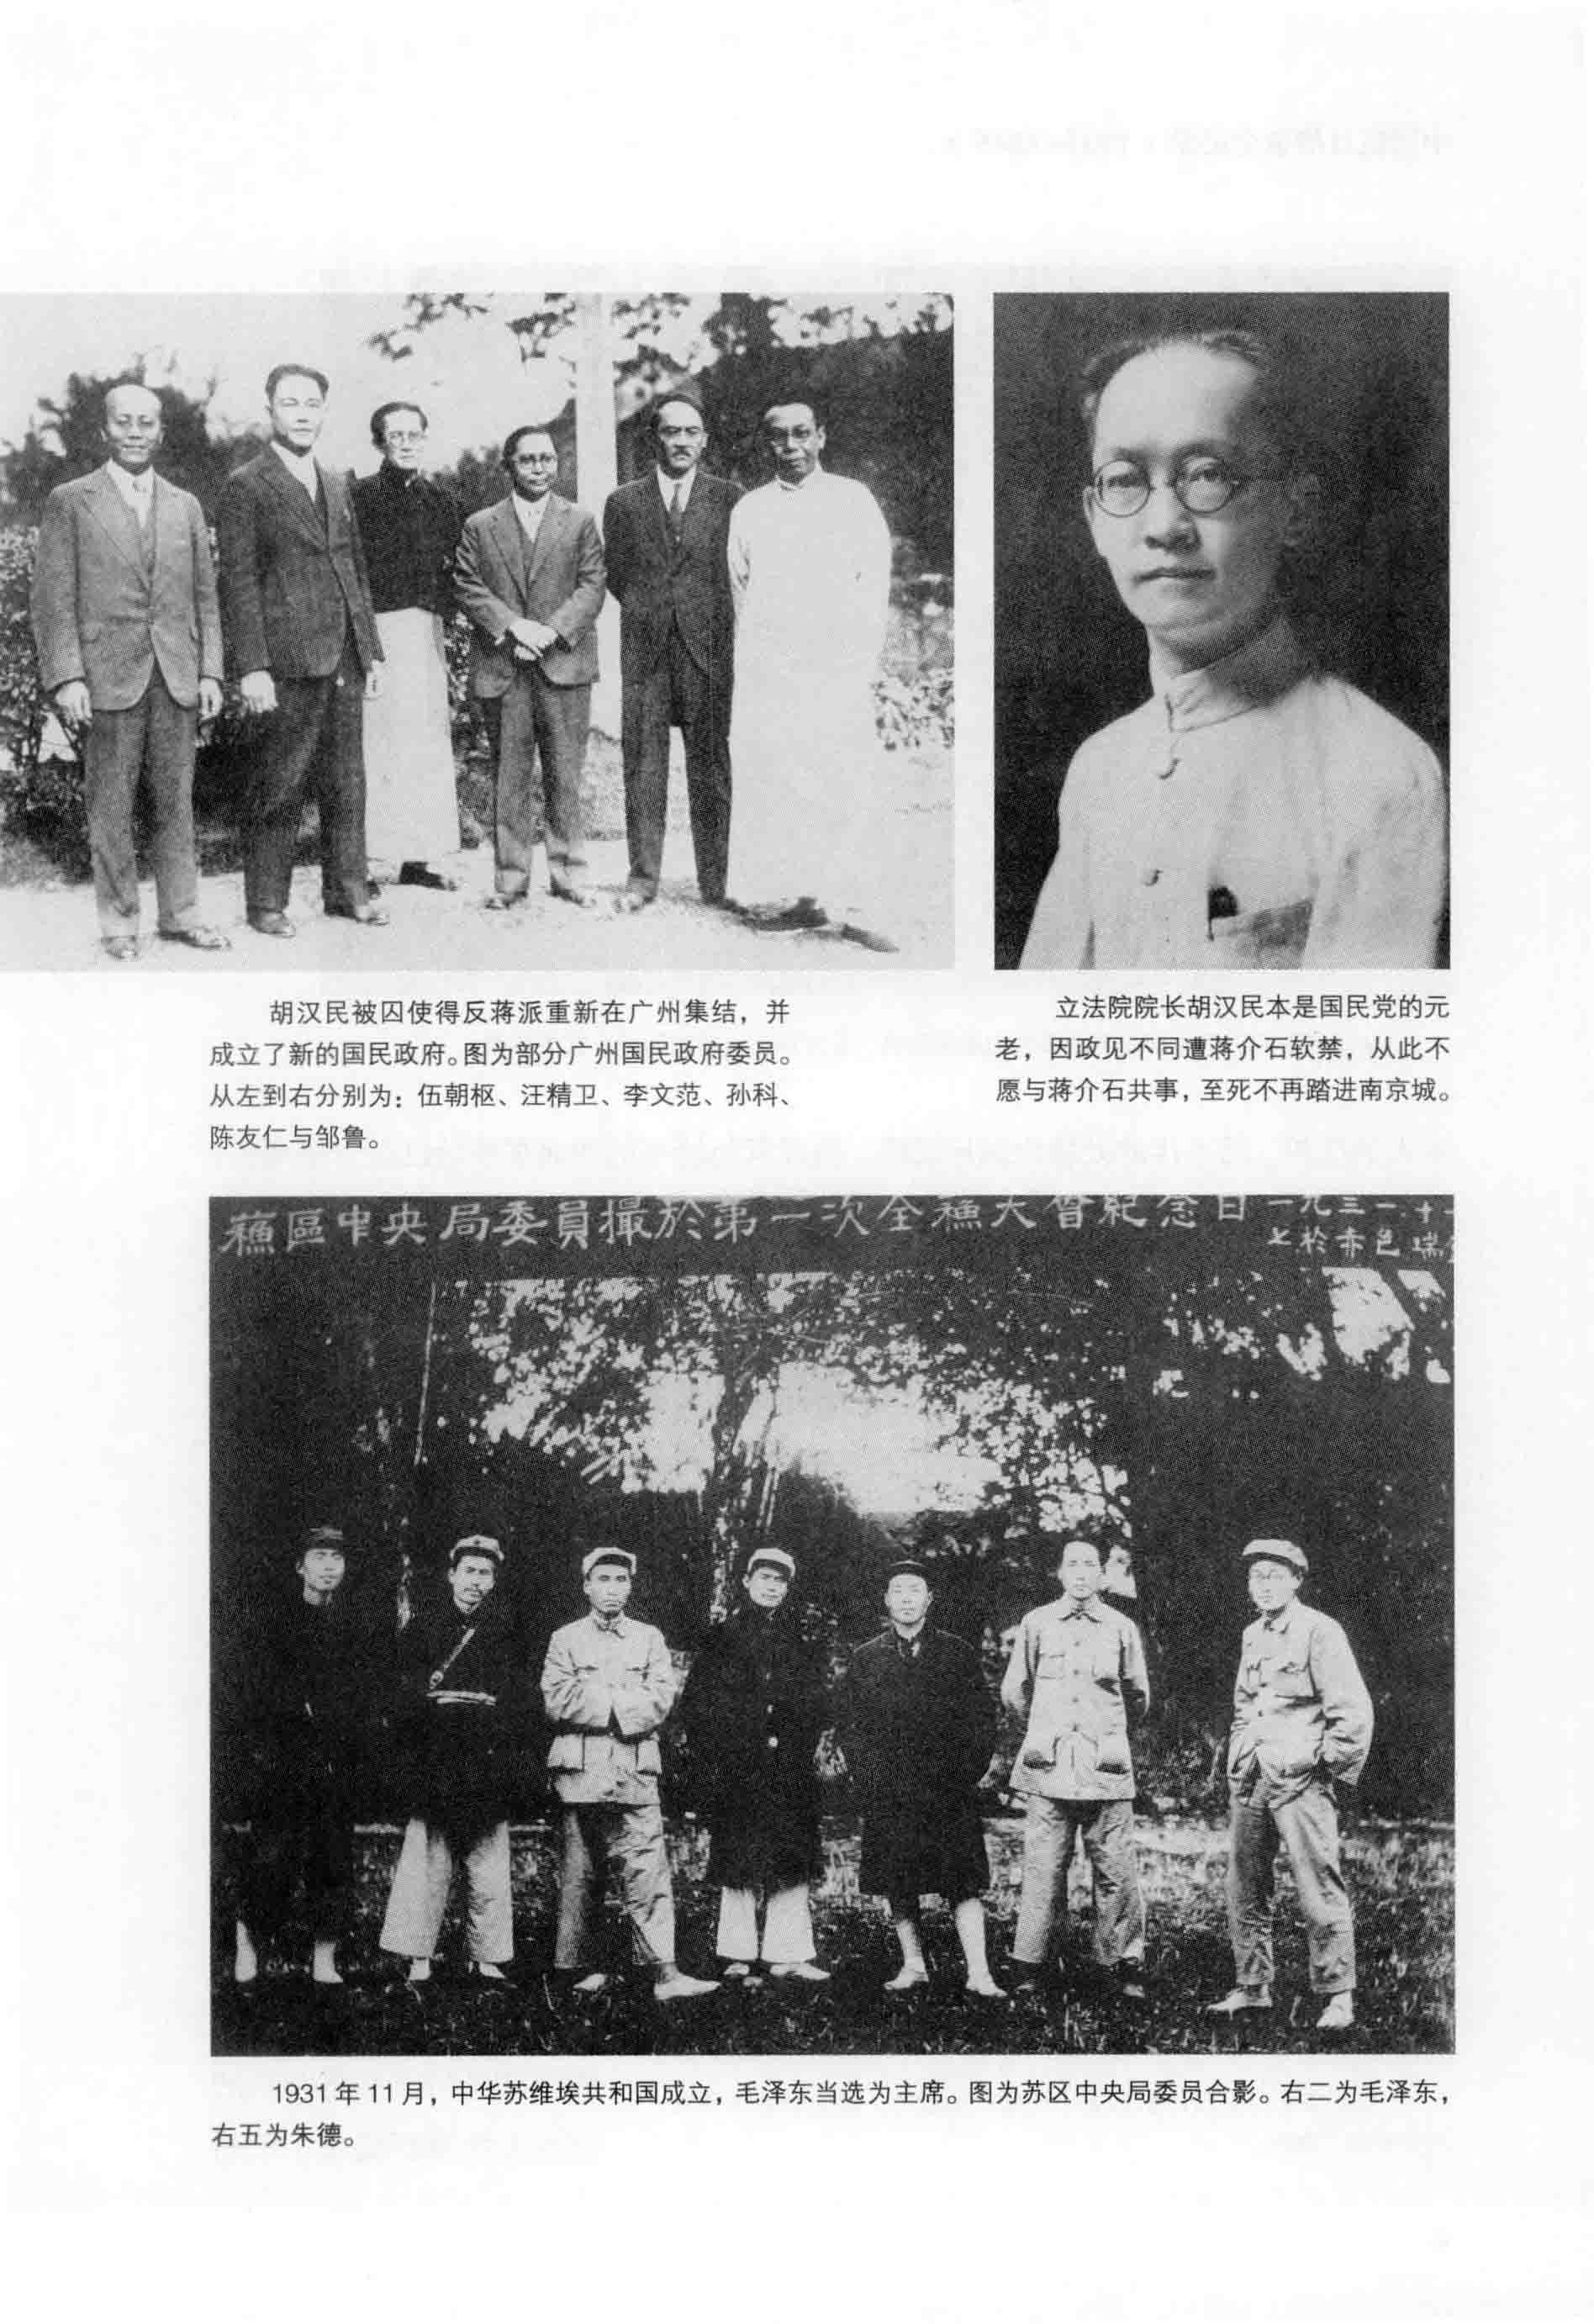 胡汉民被囚使得反蒋派重新在广州集结，并
成立了新的国民政府。图为部分广州国民政府委员。
从左到右分别为：伍朝枢、汪精卫、李文范、孙科、
陈友仁与邹鲁。
立法院院长胡汉民本是国民党的元
老，因政见不同遭蒋介石软禁，从此不
愿与蒋介石共事，至死不再踏进南京城。
蘓區中央局委員撮於第一次全蘓大會紀念日
一九三一.十一
七於赤色瑞
1931年11月，中华苏维埃共和国成立，毛泽东当选为主席。图为苏区中央局委员合影。右二为毛泽东，
右五为朱德。